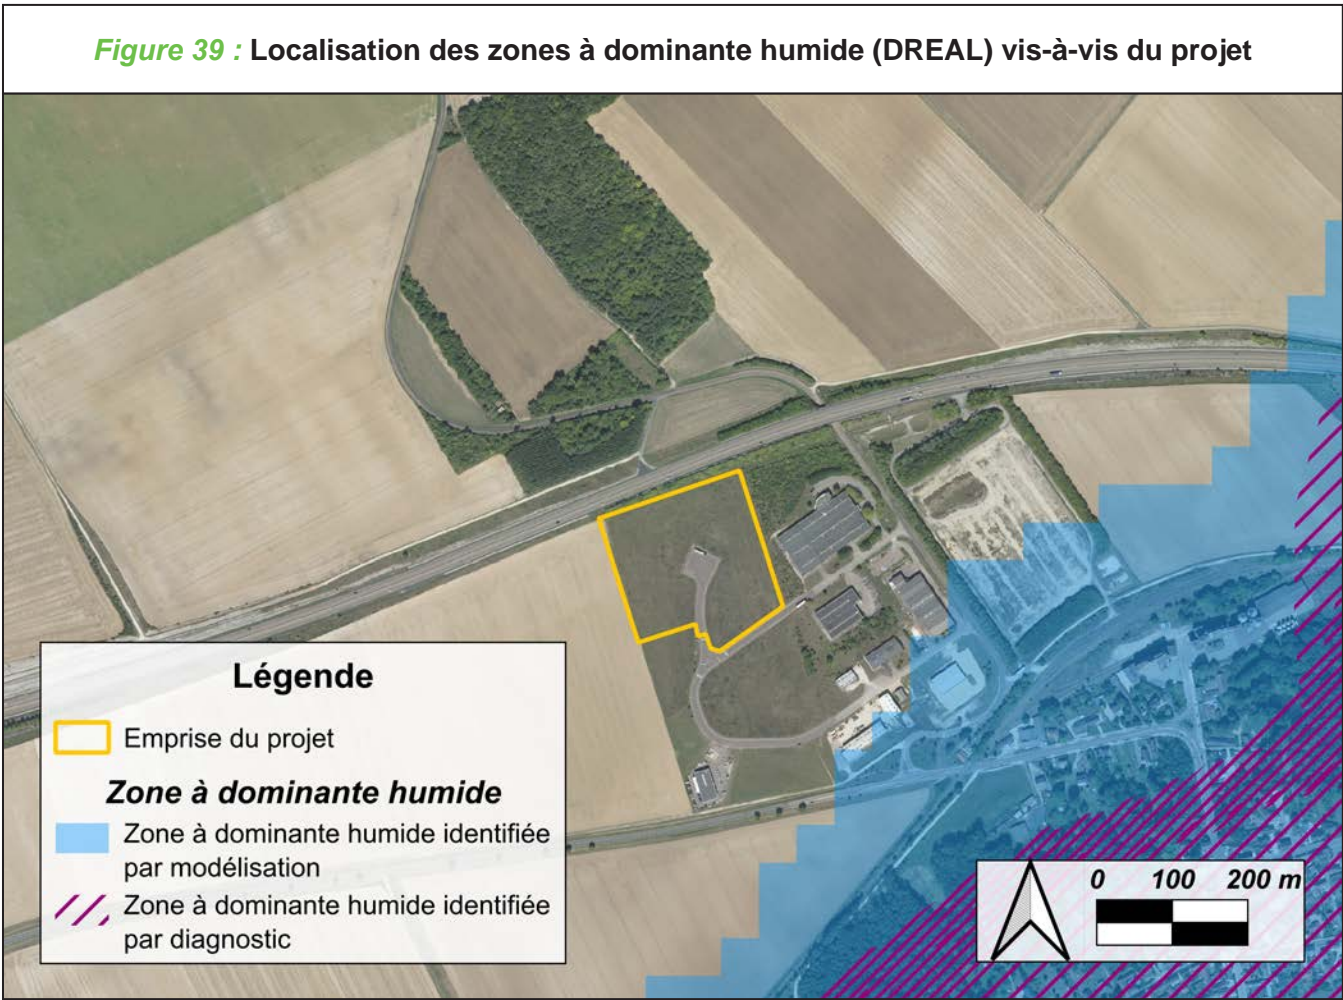 Figure 39 : Localisation des zones à dominante humide (DREAL) vis-à-vis du projet
Légende
Emprise du projet
Zone à dominante humide
Zone à dominante humide identifiée
par modélisation
Zone à dominante humide identifiée
par diagnostic
0 100 200 m